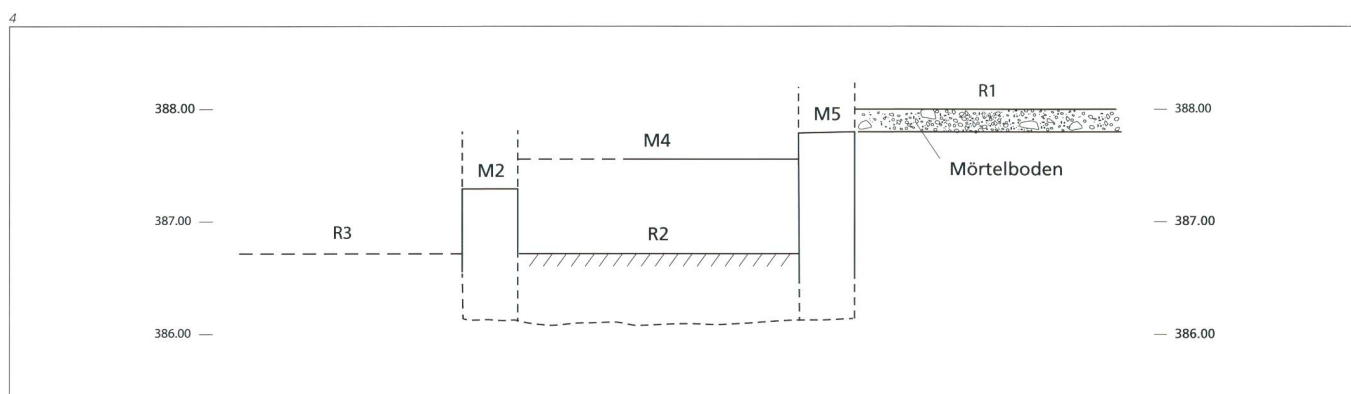 4
R1
388.00 — — 388.00
M5
M4
Mörtelboden
M2
387.00 — — 387.00
R3 R2
386.00 — — 386.00